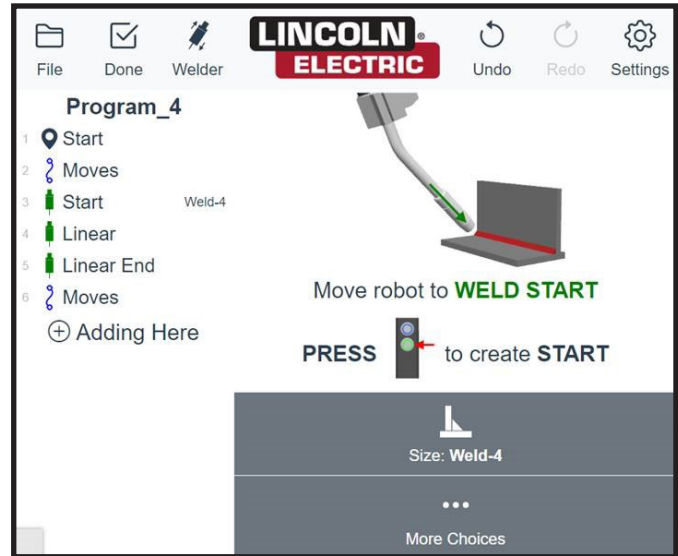 File Done Welder LINCOLN ELECTRIC Undo Redo Settings
Program_4
1 Start
2 Moves
3 Start Weld-4
4 Linear
5 Linear End
6 Moves
Adding Here
Move robot to WELD START
PRESS to create START
Size: Weld-4
More Choices